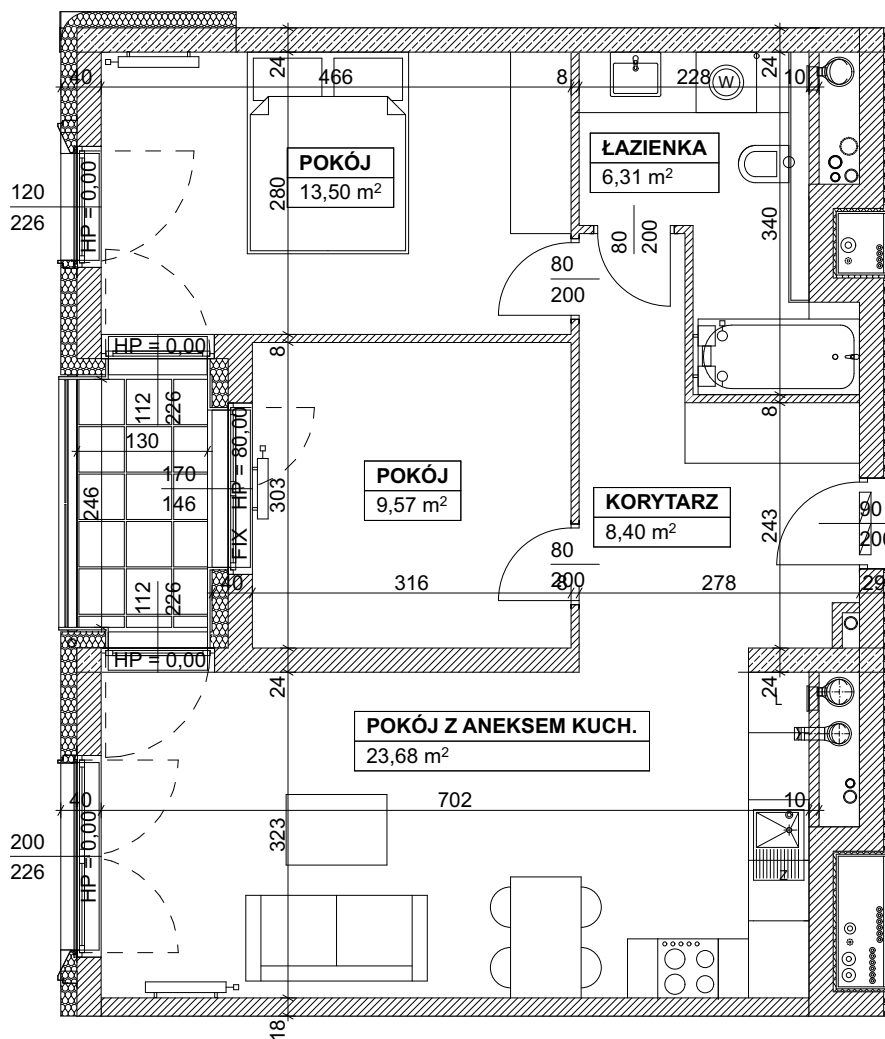 24
40
466
8
228
24
10
W
POKÓJ
13,50 m²
ŁAZIENKA
6,31 m²
120
226
HP = 0,00
280
80
200
340
80
200
HP = 0,00
8
112
226
130
170
146
246
FIX HP = 80,00
303
POKÓJ
9,57 m²
KORYTARZ
8,40 m²
8
243
90
200
80
200
112
226
40
316
8
278
29
HP = 0,00
24
24
L
POKÓJ Z ANEKSEM KUCH.
23,68 m²
40
702
10
200
226
HP = 0,00
323
Z
18